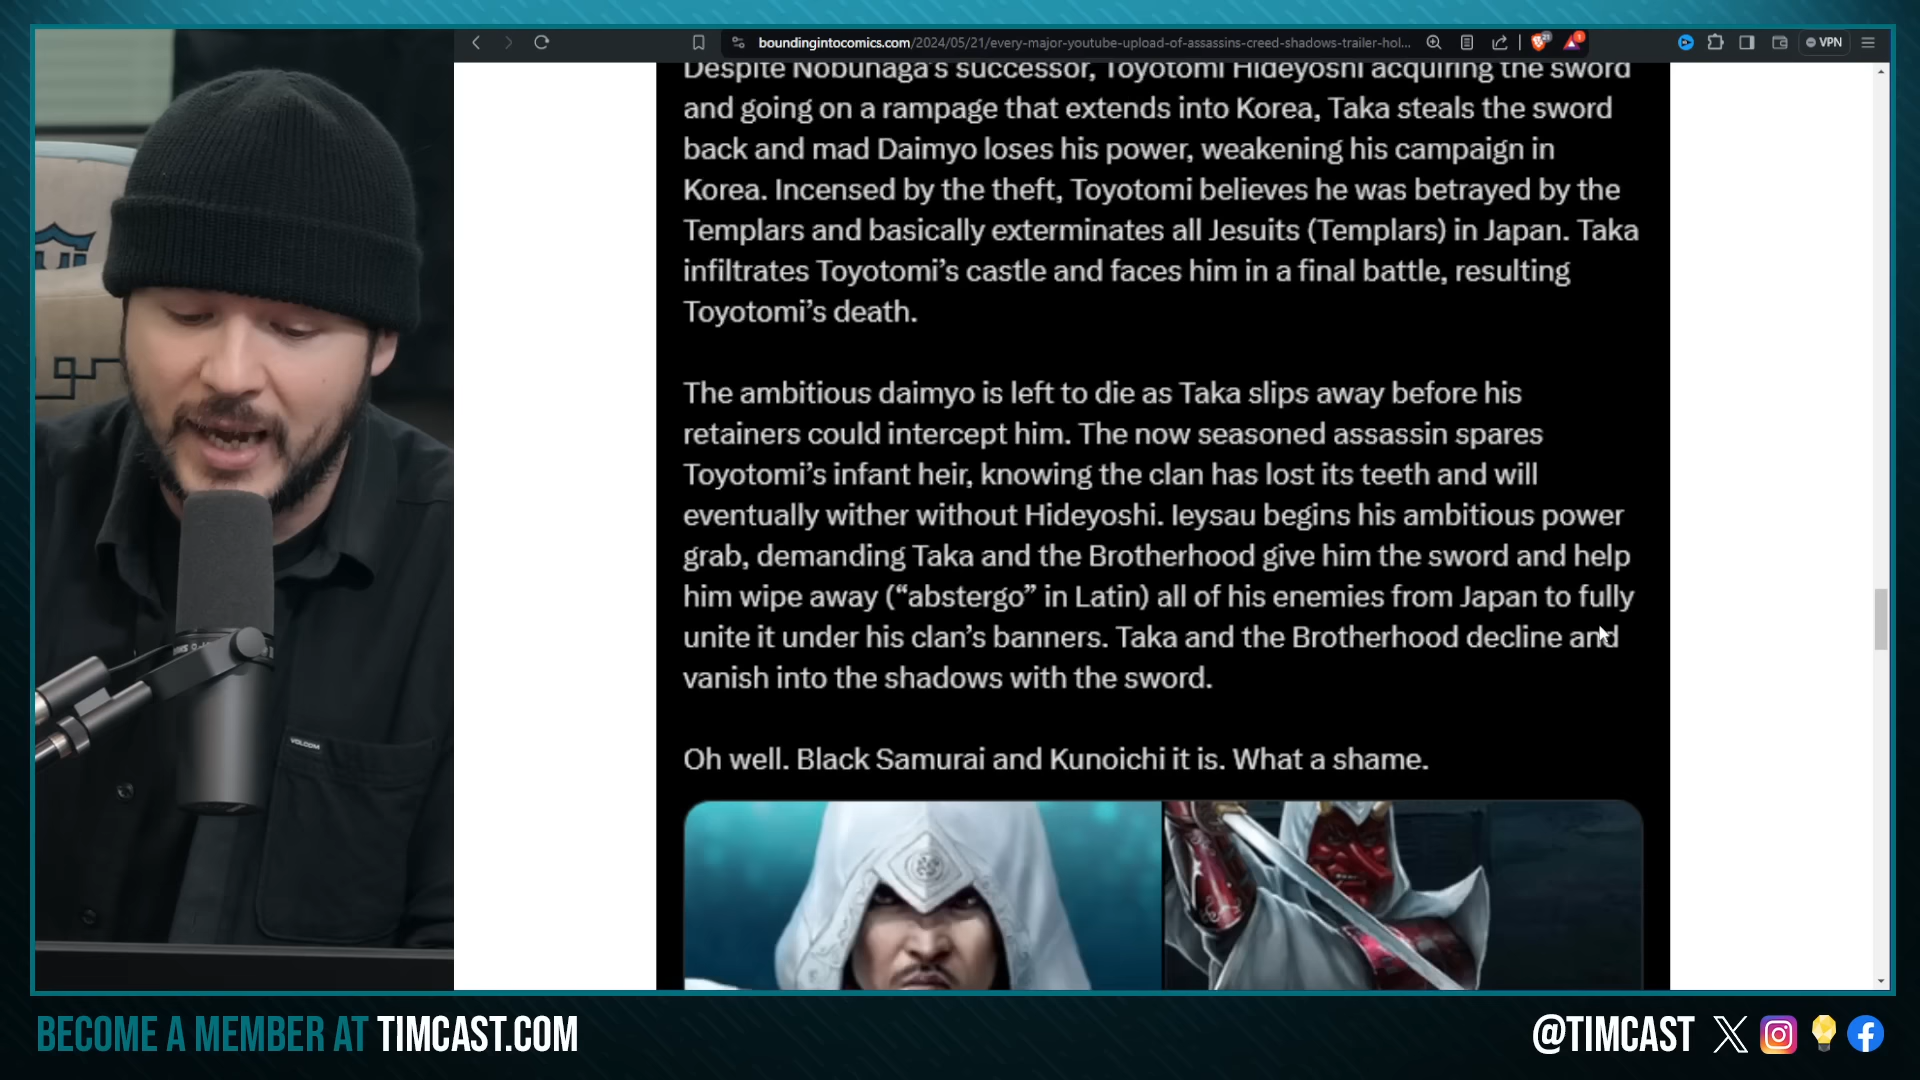 boundingintocomics.com/2024/05/21/every-major-youtube-upload-of-assassins-creed-shadows-trailer-hol...
VPN
Despite Nobunaga's successor, Toyotomi Hideyoshi acquiring the sword
and going on a rampage that extends into Korea, Taka steals the sword
back and mad Daimyo loses his power, weakening his campaign in
Korea. Incensed by the theft, Toyotomi believes he was betrayed by the
Templars and basically exterminates all Jesuits (Templars) in Japan. Taka
infiltrates Toyotomi's castle and faces him in a final battle, resulting
Toyotomi's death.
The ambitious daimyo is left to die as Taka slips away before his
retainers could intercept him. The now seasoned assassin spares
Toyotomi's infant heir, knowing the clan has lost its teeth and will
eventually wither without Hideyoshi. Ieysau begins his ambitious power
grab, demanding Taka and the Brotherhood give him the sword and help
him wipe away (“abstergo” in Latin) all of his enemies from Japan to fully
unite it under his clan's banners. Taka and the Brotherhood decline and
vanish into the shadows with the sword.
Oh well. Black Samurai and Kunoichi it is. What a shame.
VOLCOM
BECOME A MEMBER AT TIMCAST.COM
@TIMCAST